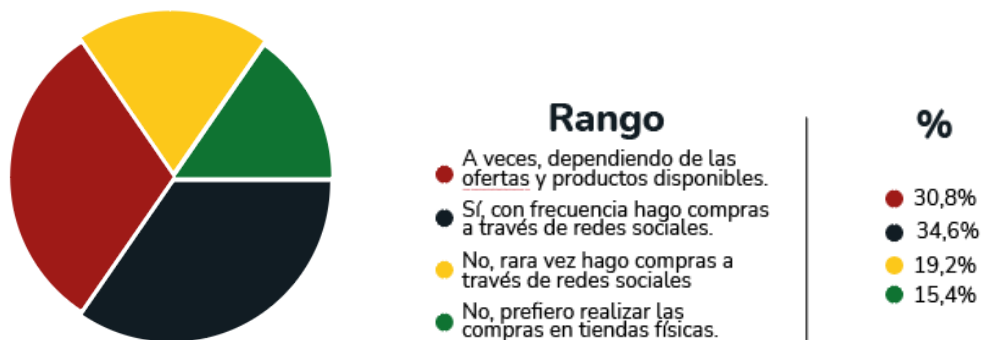 Rango
A veces, dependiendo de las
ofertas y productos disponibles.
Sí, con frecuencia hago compras
a través de redes sociales.
No, rara vez hago compras a
través de redes sociales
No, prefiero realizar las
compras en tiendas físicas.
%
30,8%
34,6%
19,2%
15,4%